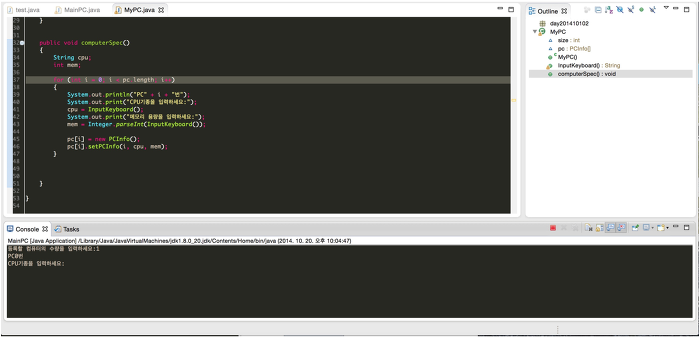 test.java
MainPC.java
MyPC.java
29 }
30
31
32 public void computerSpec()
33 {
34 String cpu;
35 int mem;
36
37 i 0 i pc length i
38 {
39 System.out.println("PC" + i + "번");
40 System.out.print("CPU기종을 입력하세요:");
41 cpu = InputKeyboard();
42 System.out.print("메모리 용량을 입력하세요:");
43 mem = Integer.parseInt(InputKeyboard());
44
45 pc[i] = new PCInfo();
46 pc[i].setPCInfo(i, cpu, mem);
47 }
48
49
50
51 }
52
53 }
54
Outline
day201410102
MyPC
size : int
pc : PCInfo[]
MyPC()
InputKeyboard() : String
computerSpec() : void
Console
Tasks
MainPC [Java Application] /Library/Java/JavaVirtualMachines/jdk1.8.0_20.jdk/Contents/Home/bin/java (2014. 10. 20. 오후 10:04:47)
등록할 컴퓨터의 수량을 입력하세요:1
PC0번
CPU기종을 입력하세요: